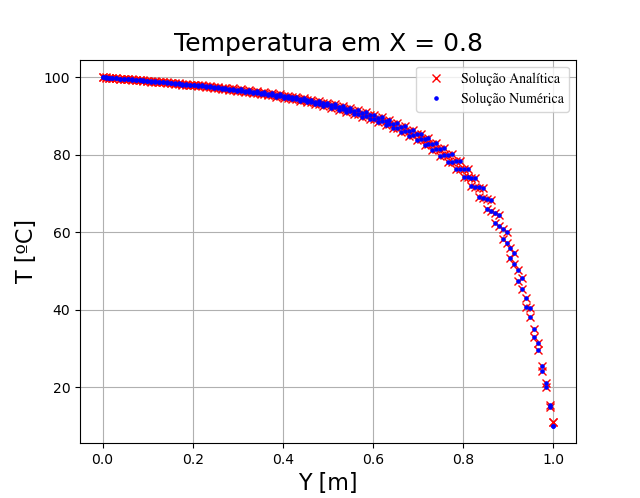 Temperatura em X = 0.8
Solução Analítica
Solução Numérica
T [ºC]
100
80
60
40
20
0.0 0.2 0.4 0.6 0.8 1.0
Y [m]